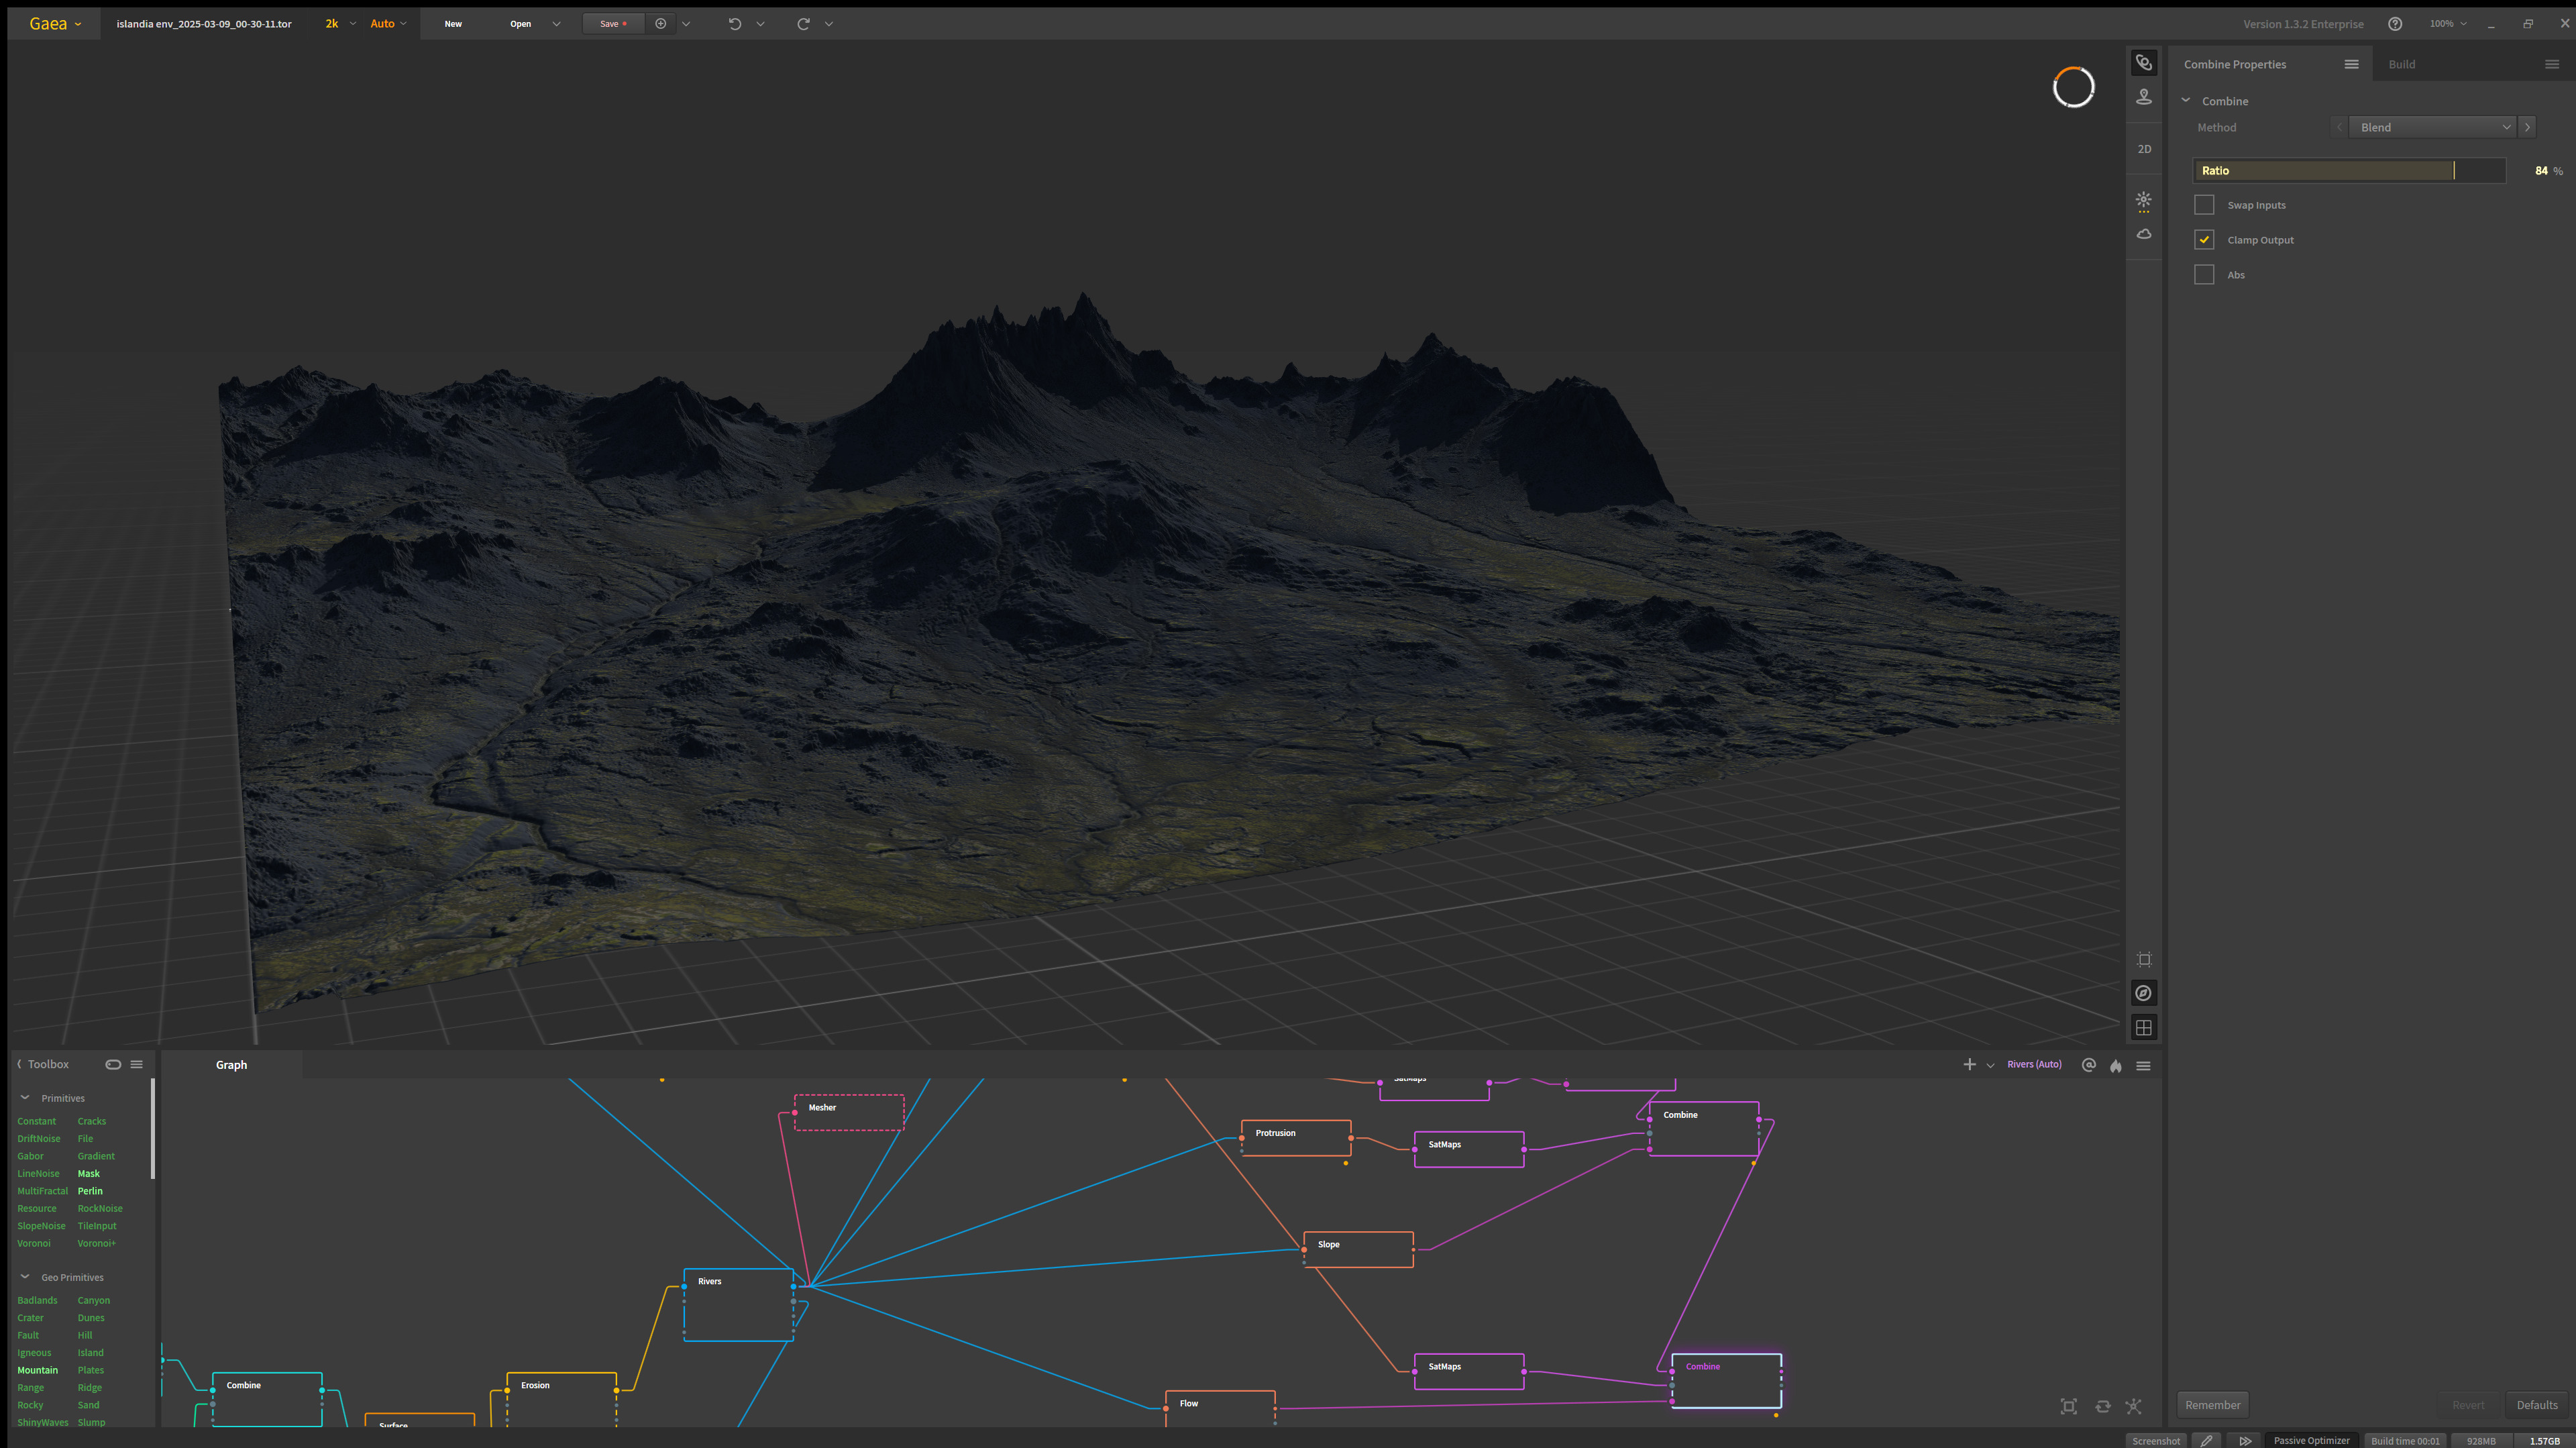 Gaea islandia env_2025-03-09_00-30-11.tor 2k Auto New Open Save Version 1.3.2 Enterprise 100%
Combine Properties Build
Combine
Method Blend
2D
Ratio 84 %
Swap Inputs
Clamp Output
Abs
Toolbox Graph Rivers (Auto)
Primitives
Constant Cracks
DriftNoise File
Gabor Gradient
LineNoise Mask
MultiFractal Perlin
Resource RockNoise
SlopeNoise TileInput
Voronoi Voronoi+
Geo Primitives
Badlands Canyon
Crater Dunes
Fault Hill
Igneous Island
Mountain Plates
Range Ridge
Rocky Sand
ShinyWaves Slump
SatMaps
Mesher
Combine
Protrusion
SatMaps
Slope
Rivers
SatMaps
Combine
Combine
Erosion
Flow
Surface
Remember Revert Defaults
Screenshot Passive Optimizer Build time 00:01 928MB 1.57GB